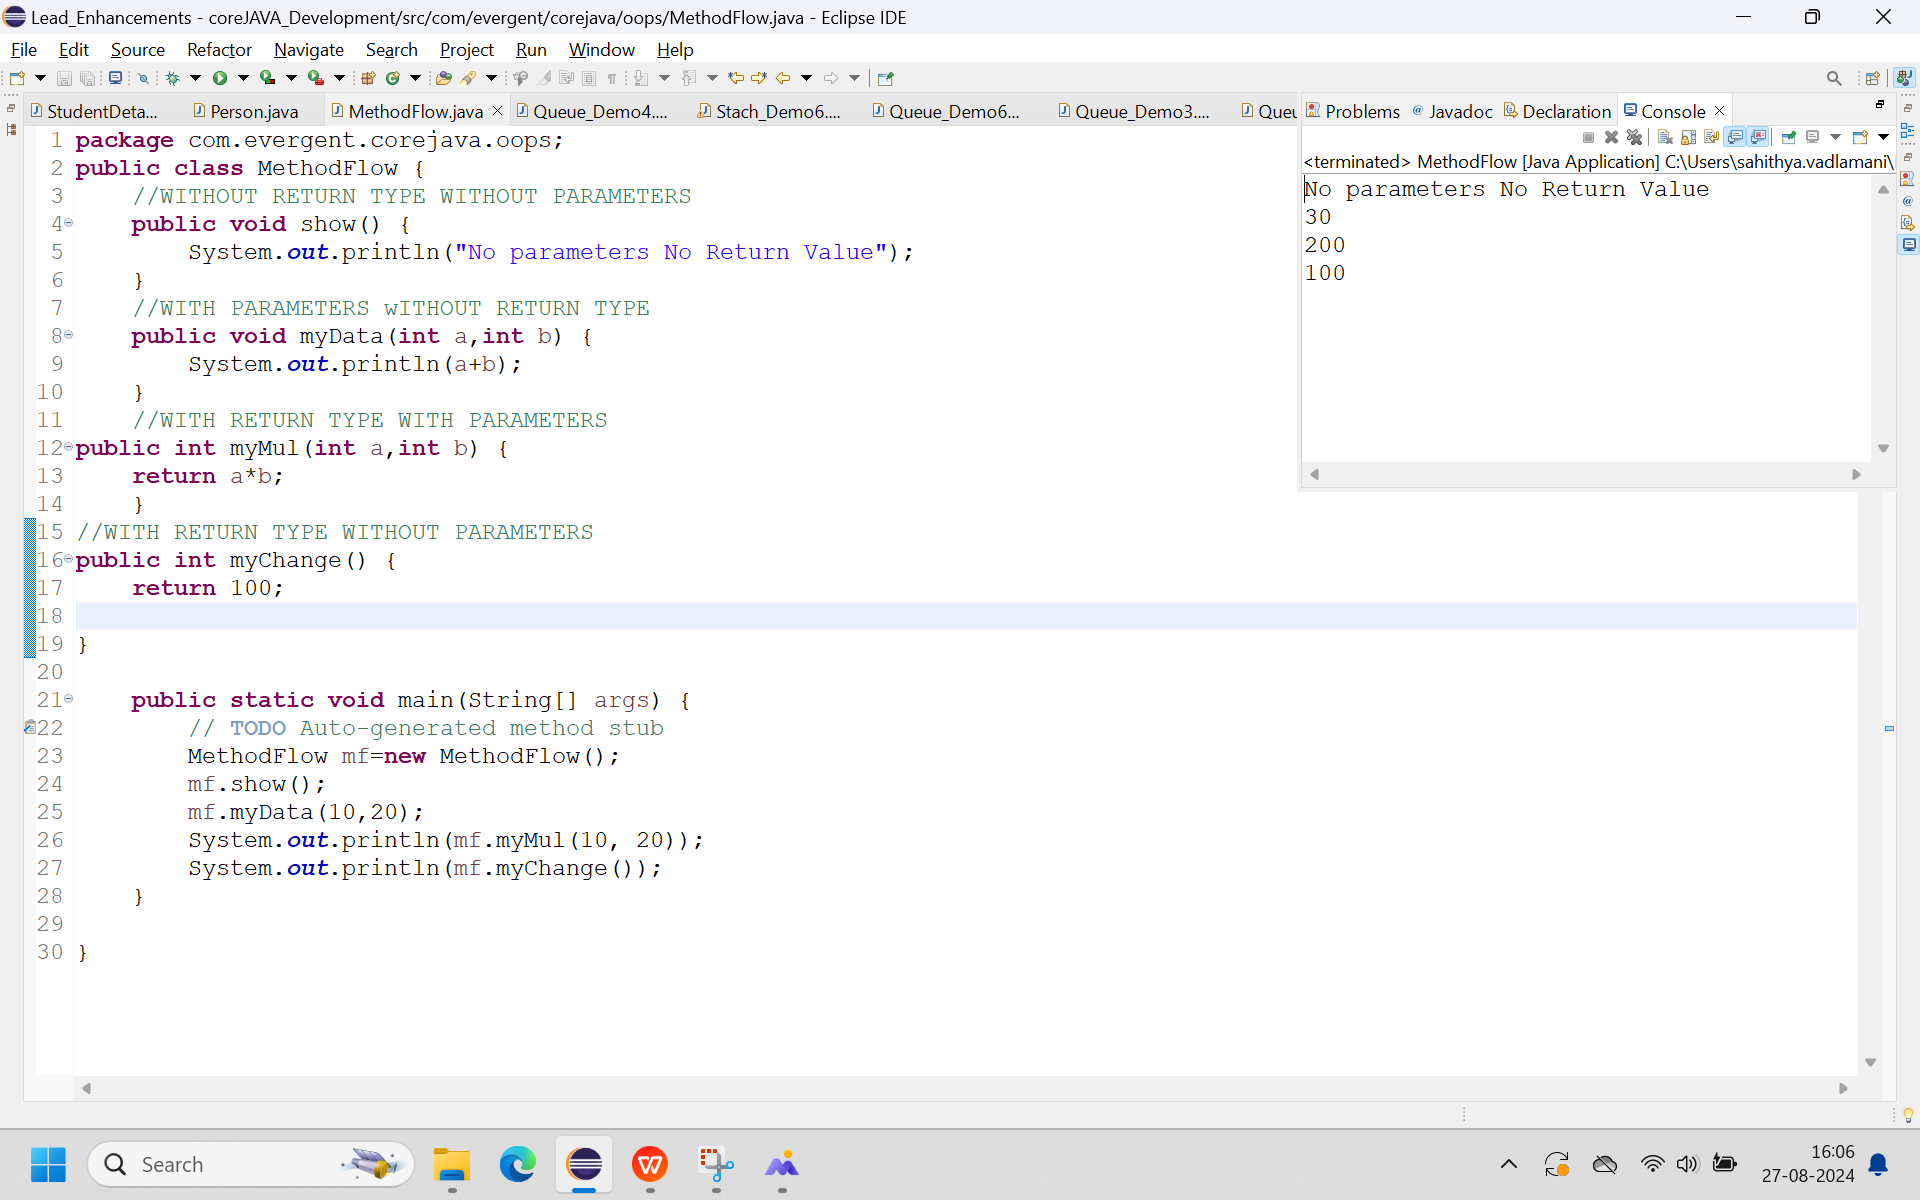 Lead_Enhancements - coreJAVA_Development/src/com/evergent/corejava/oops/MethodFlow.java - Eclipse IDE
File Edit Source Refactor Navigate Search Project Run Window Help
StudentDeta... Person.java MethodFlow.java Queue_Demo4.... Stach_Demo6.... Queue_Demo6... Queue_Demo3.... Queu
Problems @ Javadoc Declaration Console
<terminated> MethodFlow [Java Application] C:\Users\sahithya.vadlamani\
No parameters No Return Value
30
200
100
1 package com.evergent.corejava.oops;
2 public class MethodFlow {
3 //WITHOUT RETURN TYPE WITHOUT PARAMETERS
4 public void show() {
5 System.out.println("No parameters No Return Value");
6 }
7 //WITH PARAMETERS wITHOUT RETURN TYPE
8 public void myData(int a,int b) {
9 System.out.println(a+b);
10 }
11 //WITH RETURN TYPE WITH PARAMETERS
12 public int myMul(int a,int b) {
13 return a*b;
14 }
15 //WITH RETURN TYPE WITHOUT PARAMETERS
16 public int myChange() {
17 return 100;
18
19 }
20
21 public static void main(String[] args) {
22 // TODO Auto-generated method stub
23 MethodFlow mf=new MethodFlow();
24 mf.show();
25 mf.myData(10,20);
26 System.out.println(mf.myMul(10, 20));
27 System.out.println(mf.myChange());
28 }
29
30 }
Search
16:06
27-08-2024